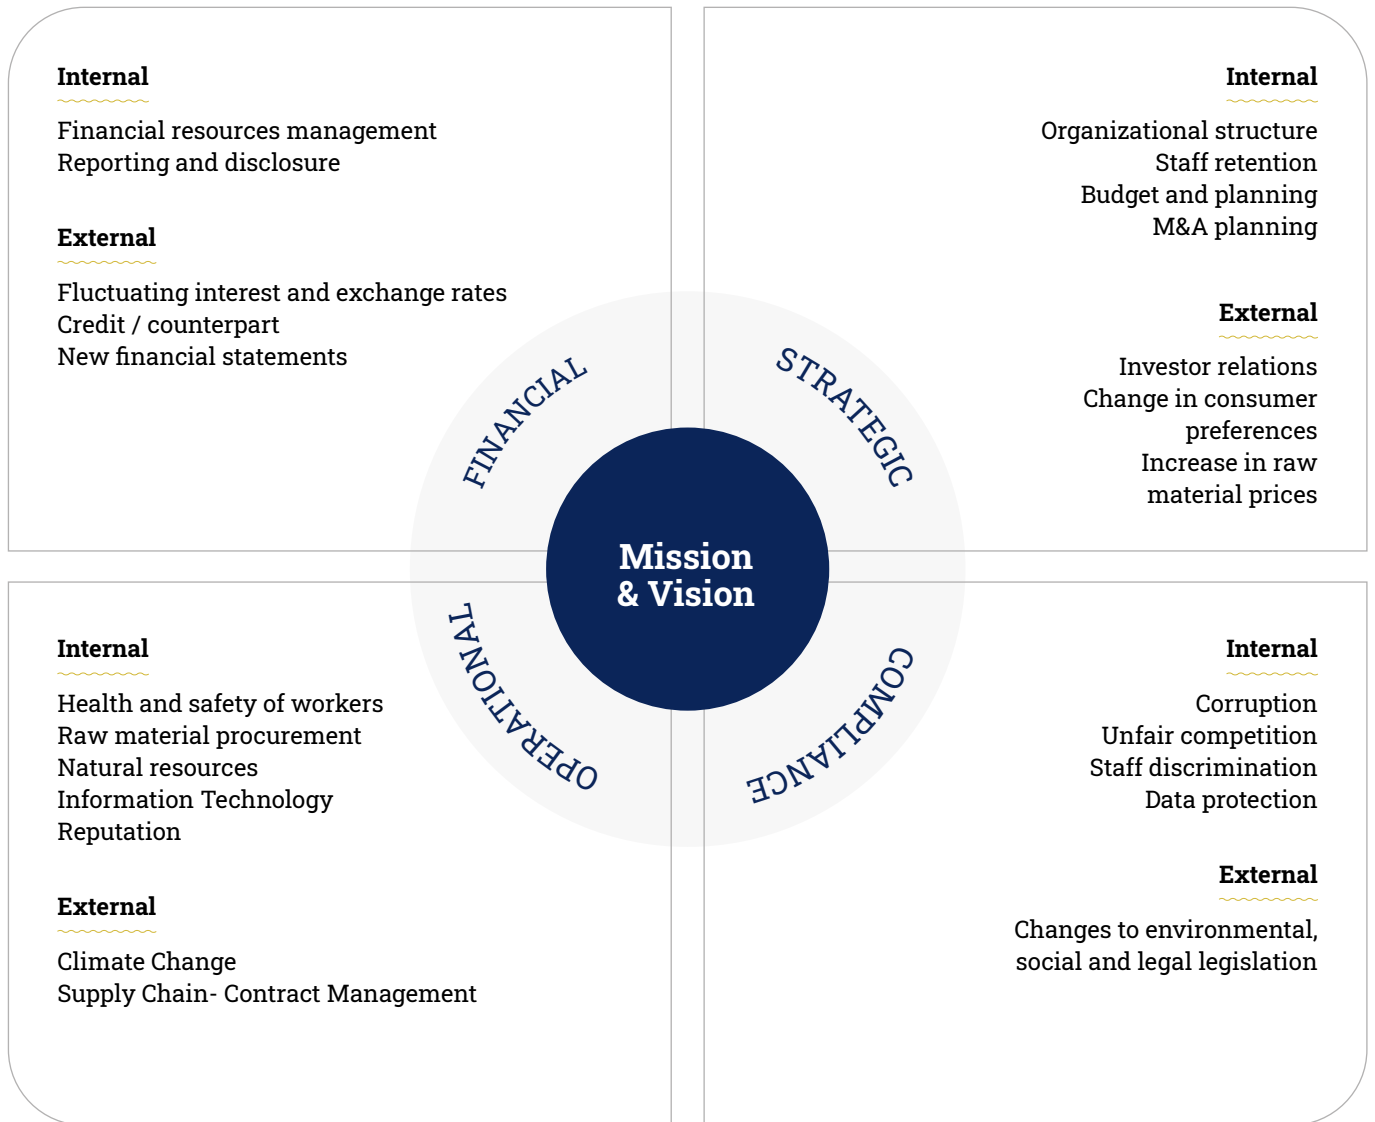 Internal
Financial resources management
Reporting and disclosure
External
Fluctuating interest and exchange rates
Credit / counterpart
New financial statements
FINANCIAL
Internal
Organizational structure
Staff retention
Budget and planning
M&A planning
External
Investor relations
Change in consumer
preferences
Increase in raw
material prices
STRATEGIC
Mission
& Vision
Internal
Health and safety of workers
Raw material procurement
Natural resources
Information Technology
Reputation
External
Climate Change
Supply Chain- Contract Management
OPERATIONAL
Internal
Corruption
Unfair competition
Staff discrimination
Data protection
External
Changes to environmental,
social and legal legislation
COMPLIANCE